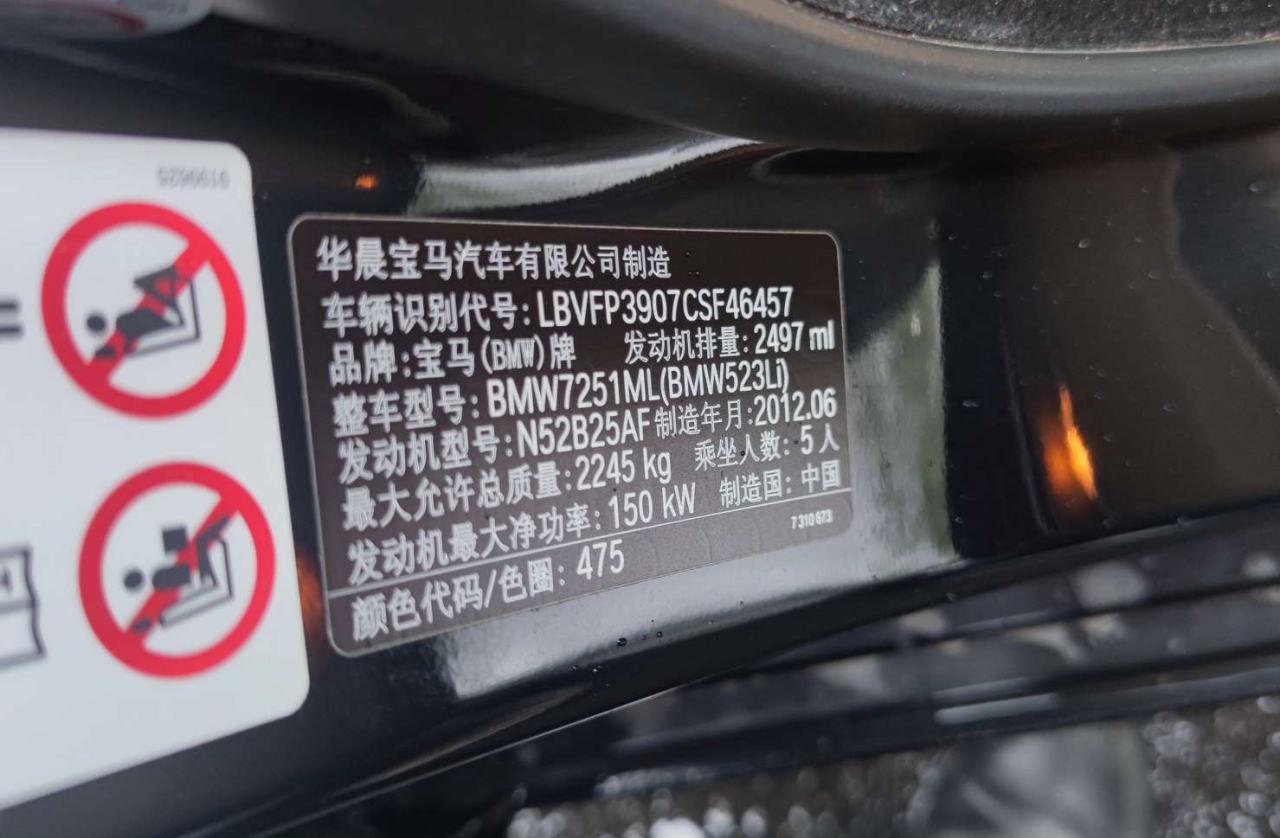 9190625
华晨宝马汽车有限公司制造
车辆识别代号:LBVFP3907CSF46457
品牌:宝马(BMW)牌 发动机排量:2497 ml
整车型号:BMW7251ML(BMW523Li)
发动机型号:N52B25AF 制造年月:2012.06
最大允许总质量:2245 kg 乘坐人数:5人
发动机最大净功率:150 kW 制造国:中国
颜色代码/色圈:475 7310673